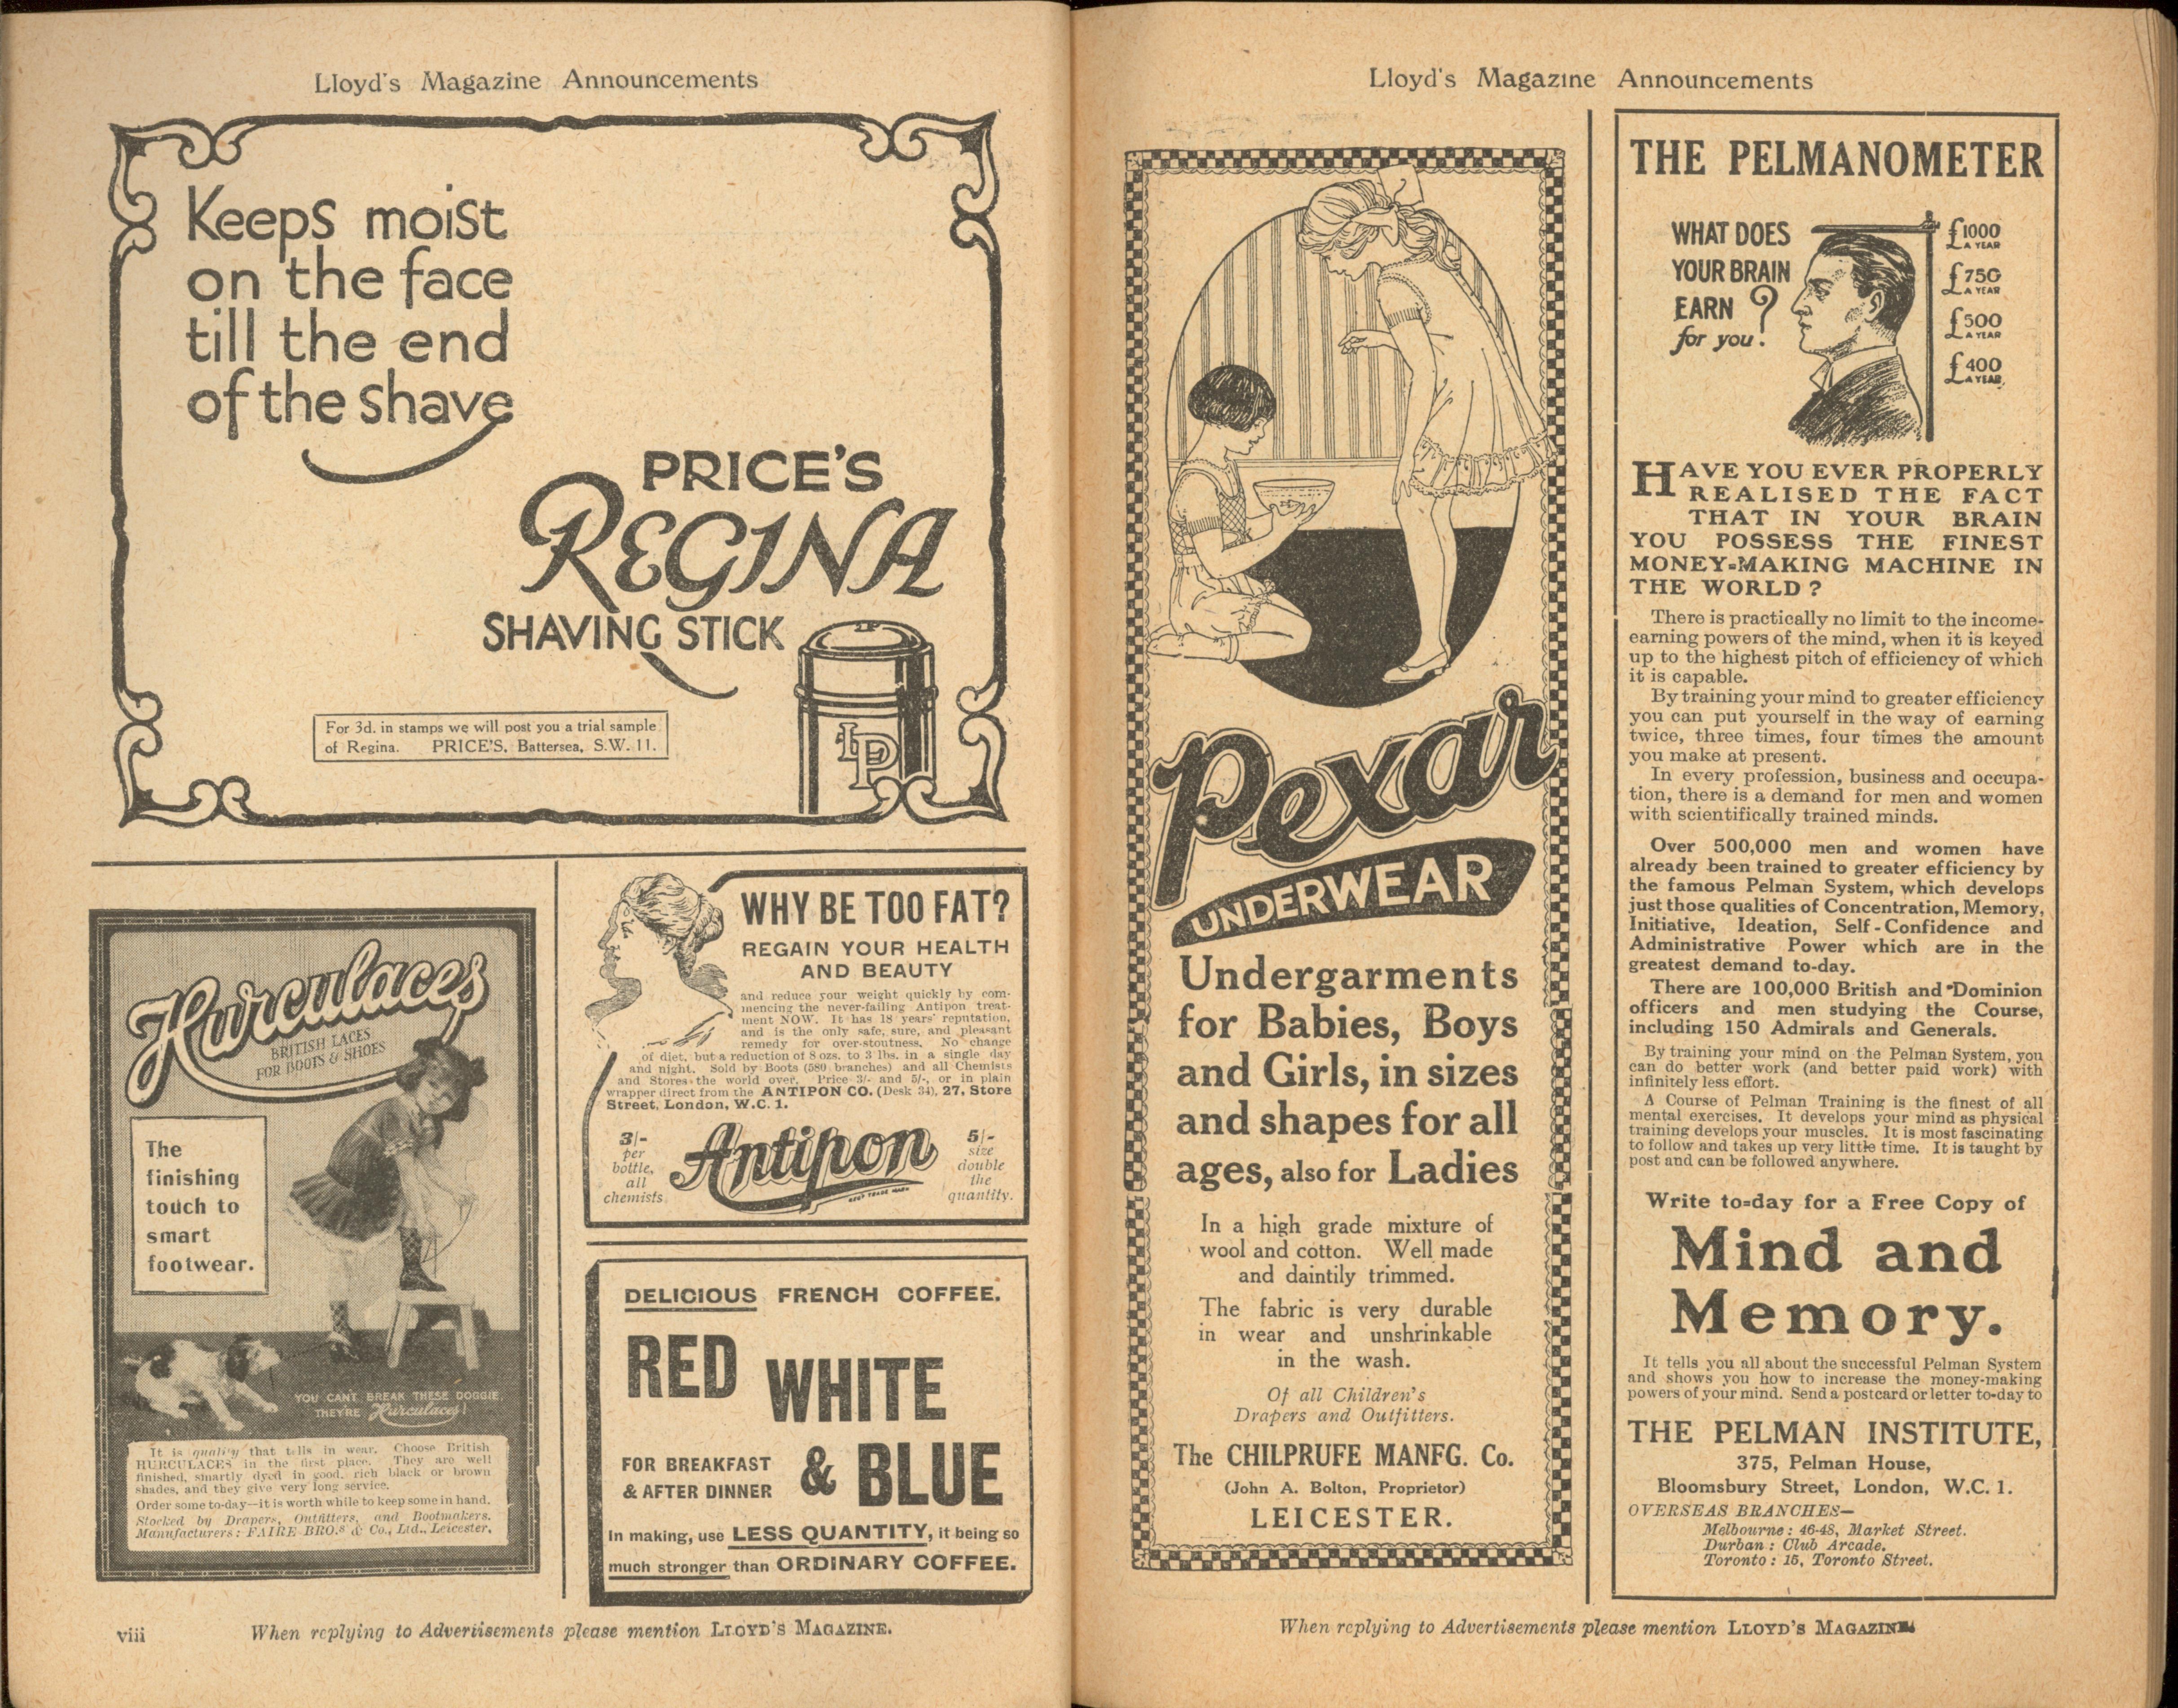 Lloyd's Magazine Announcements
Keeps moist
on the face
till the end
of the shave
PRICE'S
REGINA
SHAVING STICK
LP
For 3d. in stamps we will post you a trial sample
of Regina. PRICE'S, Battersea, S.W. 11.
Hurculaces
BRITISH LACES
FOR BOOTS & SHOES
The
finishing
touch to
smart
footwear.
YOU CAN'T BREAK THESE DOGGIE,
THEY'RE Hurculaces!
It is quality that tells in wear. Choose British
HURCULACES in the first place. They are well
finished, smartly dyed in good, rich black or brown
shades, and they give very long service.
Order some to-day—it is worth while to keep some in hand.
Stocked by Drapers, Outfitters, and Bootmakers.
Manufacturers: FAIRE BRO.S & Co., Ltd., Leicester.
WHY BE TOO FAT?
REGAIN YOUR HEALTH
AND BEAUTY
and reduce your weight quickly by com-
mencing the never-failing Antipon treat-
ment NOW. It has 18 years' reputation,
and is the only safe, sure, and pleasant
remedy for over-stoutness. No change
of diet, but a reduction of 8 ozs. to 3 lbs. in a single day
and night. Sold by Boots (580 branches) and all Chemists
and Stores the world over. Price 3/- and 5/-, or in plain
wrapper direct from the ANTIPON CO. (Desk 34), 27, Store
Street, London, W.C. 1.
3/-
per
bottle,
all
chemists.
Antipon
REG'D TRADE MARK
5/-
size
double
the
quantity.
DELICIOUS FRENCH COFFEE.
RED
WHITE
& BLUE
FOR BREAKFAST
& AFTER DINNER
In making, use LESS QUANTITY, it being so
much stronger than ORDINARY COFFEE.
viii
When replying to Advertisements please mention LLOYD'S MAGAZINE.
Lloyd's Magazine Announcements
Pexar
UNDERWEAR
Undergarments
for Babies, Boys
and Girls, in sizes
and shapes for all
ages, also for Ladies
In a high grade mixture of
wool and cotton. Well made
and daintily trimmed.
The fabric is very durable
in wear and unshrinkable
in the wash.
Of all Children's
Drapers and Outfitters.
The CHILPRUFE MANFG. Co.
(John A. Bolton, Proprietor)
LEICESTER.
THE PELMANOMETER
WHAT DOES
YOUR BRAIN
EARN
for you?
£1000
A YEAR
£750
A YEAR
£500
A YEAR
£400
A YEAR
HAVE YOU EVER PROPERLY
REALISED THE FACT
THAT IN YOUR BRAIN
YOU POSSESS THE FINEST
MONEY-MAKING MACHINE IN
THE WORLD?
There is practically no limit to the income-
earning powers of the mind, when it is keyed
up to the highest pitch of efficiency of which
it is capable.
By training your mind to greater efficiency
you can put yourself in the way of earning
twice, three times, four times the amount
you make at present.
In every profession, business and occupa-
tion, there is a demand for men and women
with scientifically trained minds.
Over 500,000 men and women have
already been trained to greater efficiency by
the famous Pelman System, which develops
just those qualities of Concentration, Memory,
Initiative, Ideation, Self-Confidence and
Administrative Power which are in the
greatest demand to-day.
There are 100,000 British and Dominion
officers and men studying the Course,
including 150 Admirals and Generals.
By training your mind on the Pelman System, you
can do better work (and better paid work) with
infinitely less effort.
A Course of Pelman Training is the finest of all
mental exercises. It develops your mind as physical
training develops your muscles. It is most fascinating
to follow and takes up very little time. It is taught by
post and can be followed anywhere.
Write to-day for a Free Copy of
Mind and
Memory.
It tells you all about the successful Pelman System
and shows you how to increase the money-making
powers of your mind. Send a postcard or letter to-day to
THE PELMAN INSTITUTE,
375, Pelman House,
Bloomsbury Street, London, W.C. 1.
OVERSEAS BRANCHES—
Melbourne: 46-48, Market Street.
Durban: Club Arcade.
Toronto: 15, Toronto Street.
When replying to Advertisements please mention LLOYD'S MAGAZINE.